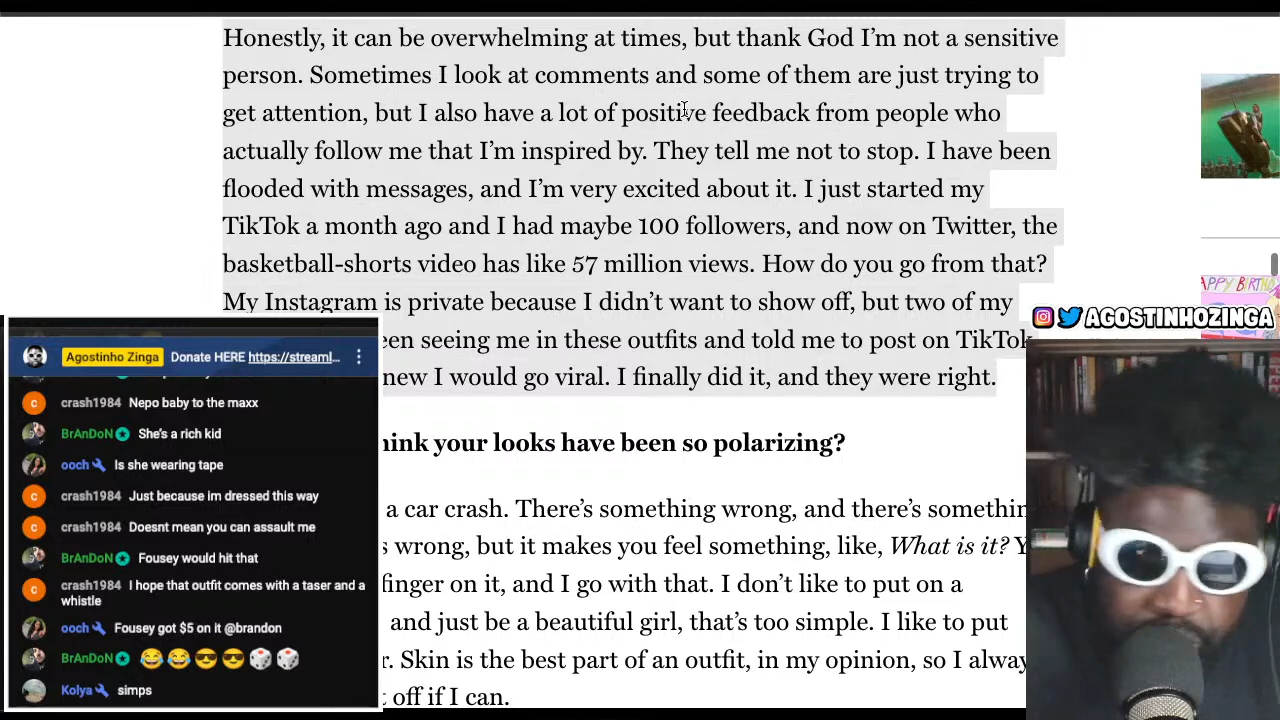 Honestly, it can be overwhelming at times, but thank God I'm not a sensitive
person. Sometimes I look at comments and some of them are just trying to
get attention, but I also have a lot of positive feedback from people who
actually follow me that I'm inspired by. They tell me not to stop. I have been
flooded with messages, and I'm very excited about it. I just started my
TikTok a month ago and I had maybe 100 followers, and now on Twitter, the
basketball-shorts video has like 57 million views. How do you go from that?
My Instagram is private because I didn't want to show off, but two of my
een seeing me in these outfits and told me to post on TikTok
new I would go viral. I finally did it, and they were right.
hink your looks have been so polarizing?
a car crash. There's something wrong, and there's somethin
s wrong, but it makes you feel something, like, What is it? Y
finger on it, and I go with that. I don't like to put on a
and just be a beautiful girl, that's too simple. I like to put
r. Skin is the best part of an outfit, in my opinion, so I alway
t off if I can.
Agostinho Zinga Donate HERE https://streaml...
crash1984 Nepo baby to the maxx
BrAnDoN She's a rich kid
ooch Is she wearing tape
crash1984 Just because im dressed this way
crash1984 Doesnt mean you can assault me
BrAnDoN Fousey would hit that
crash1984 I hope that outfit comes with a taser and a
whistle
ooch Fousey got $5 on it @brandon
BrAnDoN 😂😂😎😎🎲🎲
Kolya simps
APPY BIRTH
AGOSTINHOZINGA